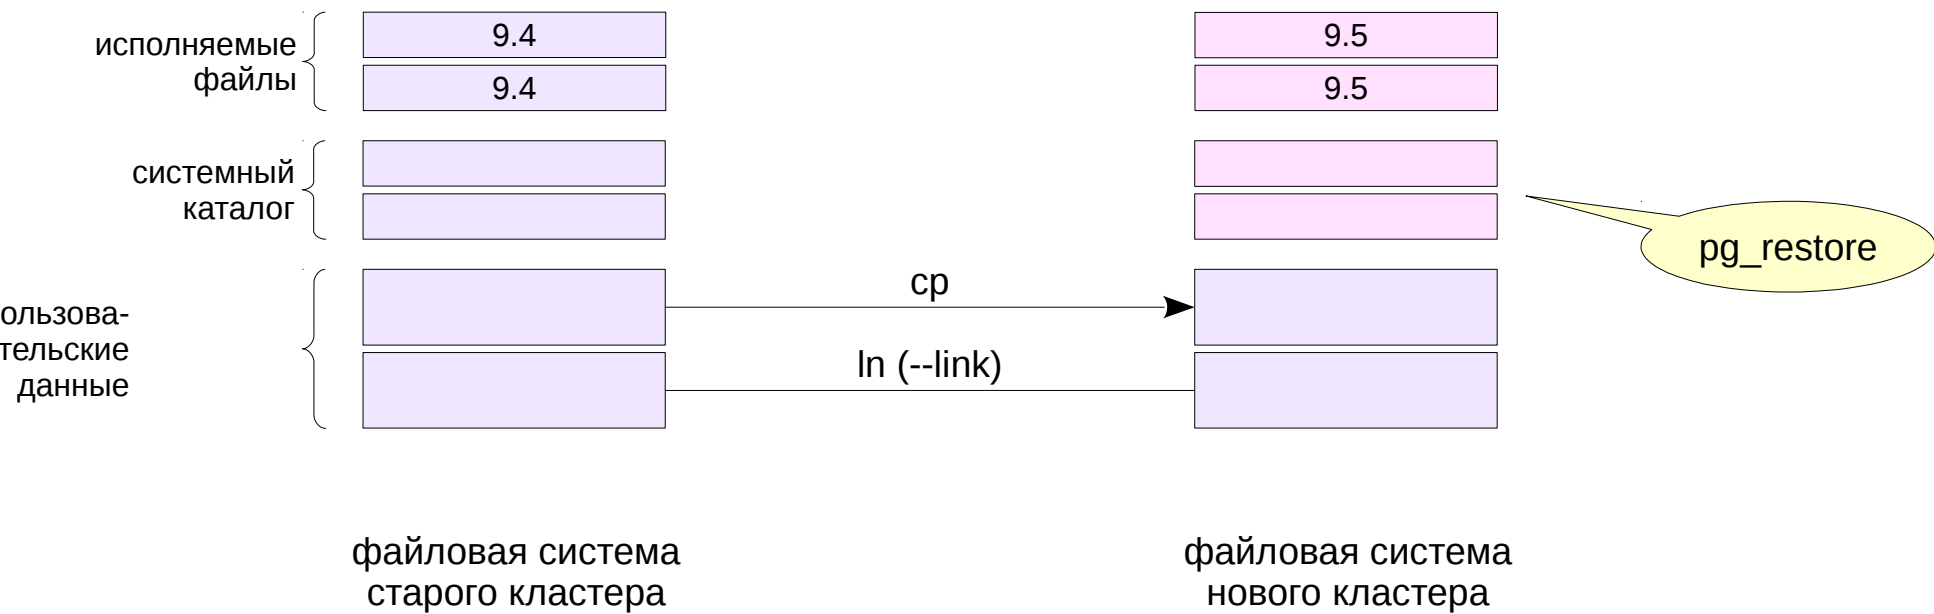 исполняемые
файлы
9.4
9.4
9.5
9.5
системный
каталог
pg_restore
ользова-
тельские
данные
cp
ln (--link)
файловая система
старого кластера
файловая система
нового кластера